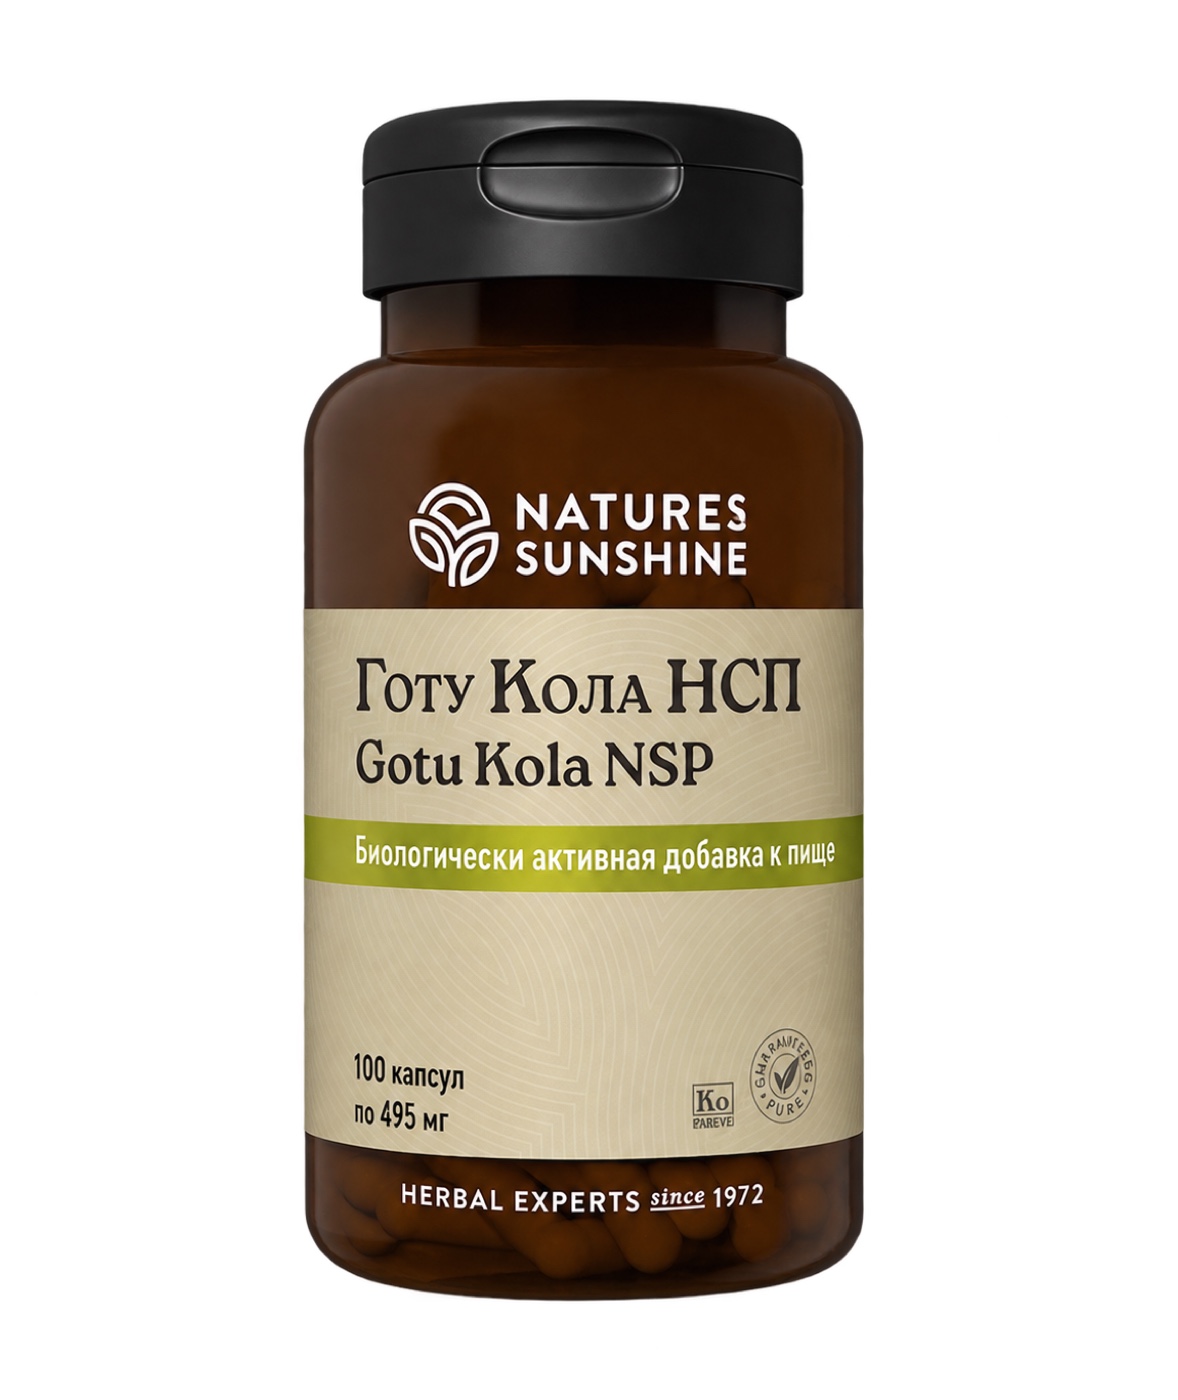 NATURES
SUNSHINE
Готу Кола НСП
Gotu Kola NSP
Биологически активная добавка к пище
100 капсул
по 495 мг
Ko
PAREVE
PURE
HERBAL EXPERTS since 1972